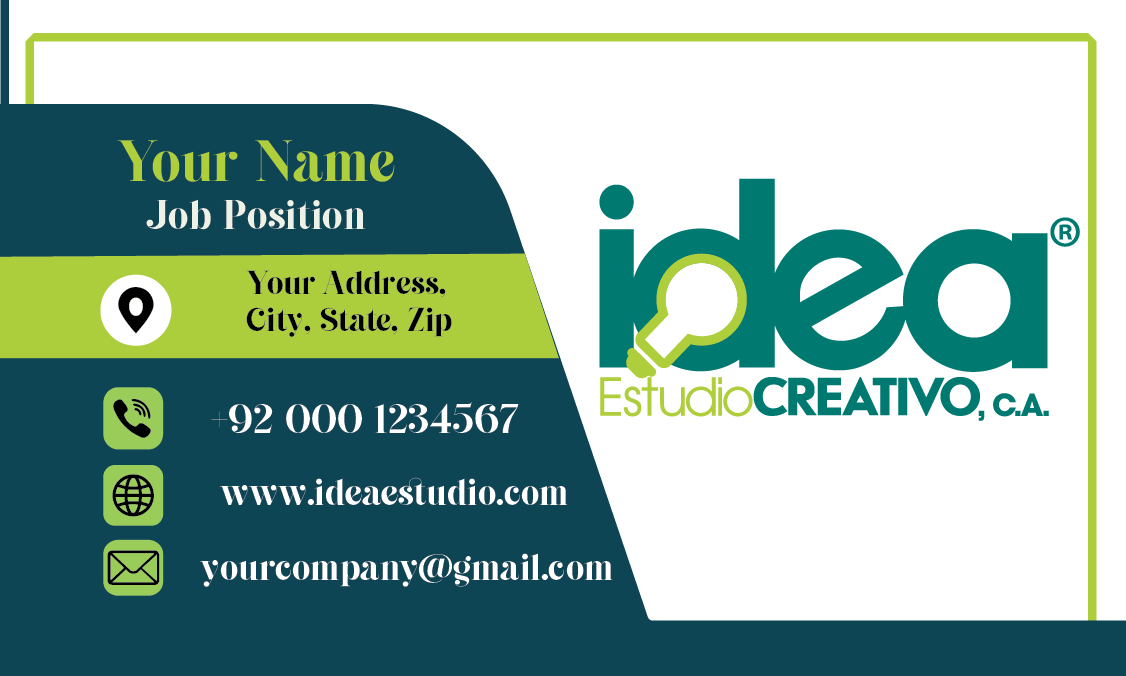 Your Name
Job Position
Your Address,
City, State, Zip
+92 000 1234567
www.ideaestudio.com
yourcompany@gmail.com
idea®
EstudioCREATIVO, C.A.